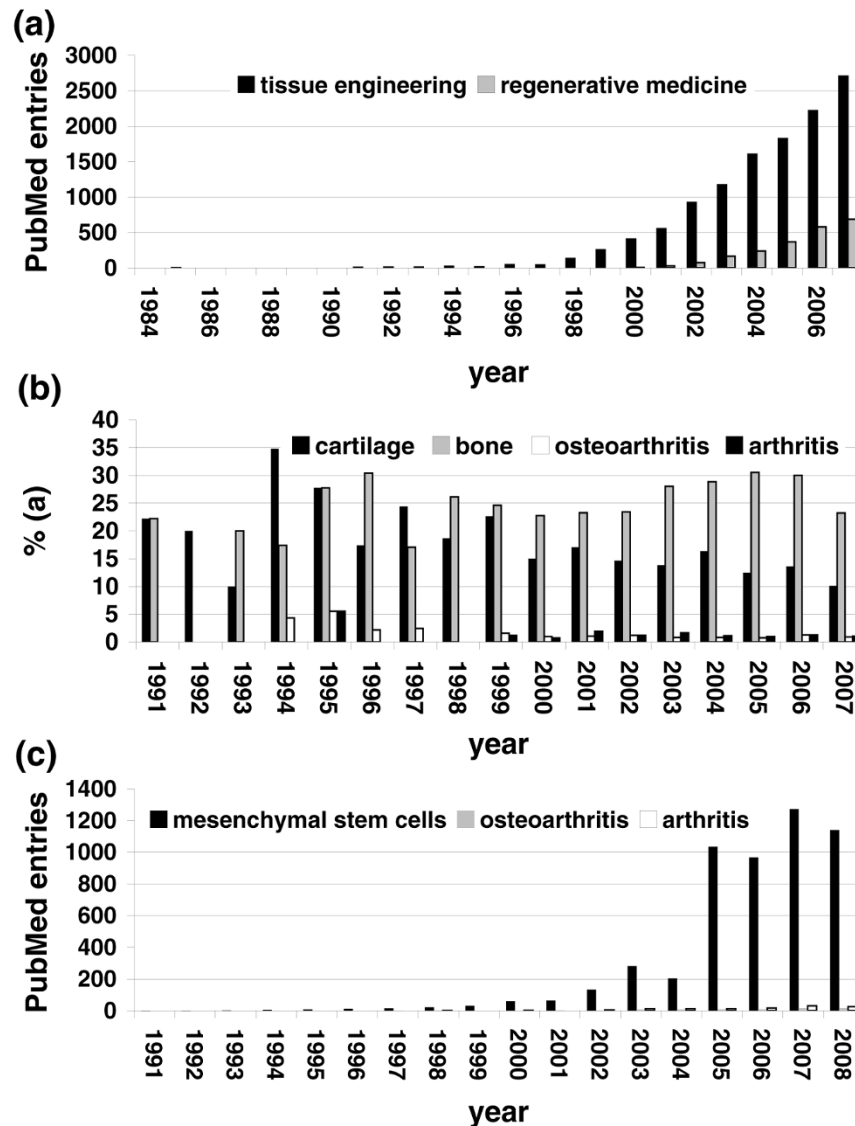 (a)
3000
2500
2000
1500
1000
500
0
PubMed entries
tissue engineering regenerative medicine
1984 1986 1988 1990 1992 1994 1996 1998 2000 2002 2004 2006
year
(b)
40
35
30
25
20
15
10
5
0
% (a)
cartilage bone osteoarthritis arthritis
1991 1992 1993 1994 1995 1996 1997 1998 1999 2000 2001 2002 2003 2004 2005 2006 2007
year
(c)
1400
1200
1000
800
600
400
200
0
PubMed entries
mesenchymal stem cells osteoarthritis arthritis
1991 1992 1993 1994 1995 1996 1997 1998 1999 2000 2001 2002 2003 2004 2005 2006 2007 2008
year